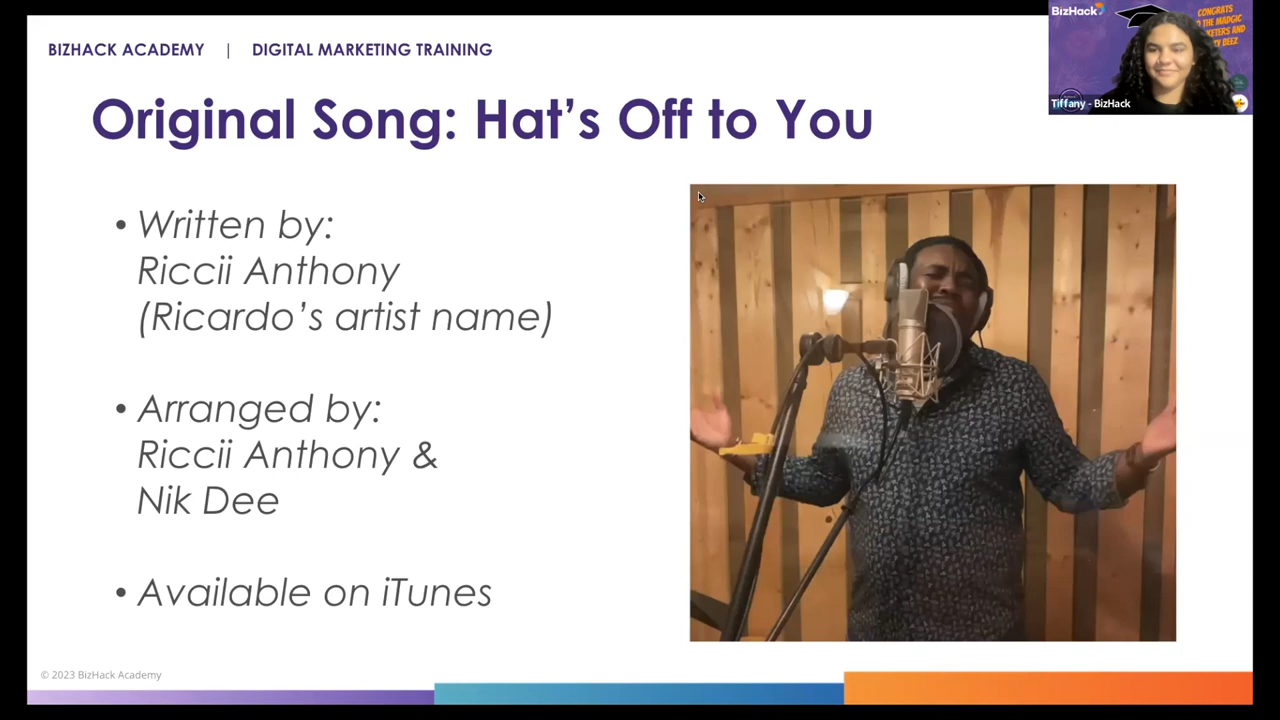 BIZHACK ACADEMY | DIGITAL MARKETING TRAINING
BizHack
CONGRATS
Tiffany - BizHack
Original Song: Hat's Off to You
• Written by:
Riccii Anthony
(Ricardo's artist name)
• Arranged by:
Riccii Anthony &
Nik Dee
• Available on iTunes
© 2023 BizHack Academy